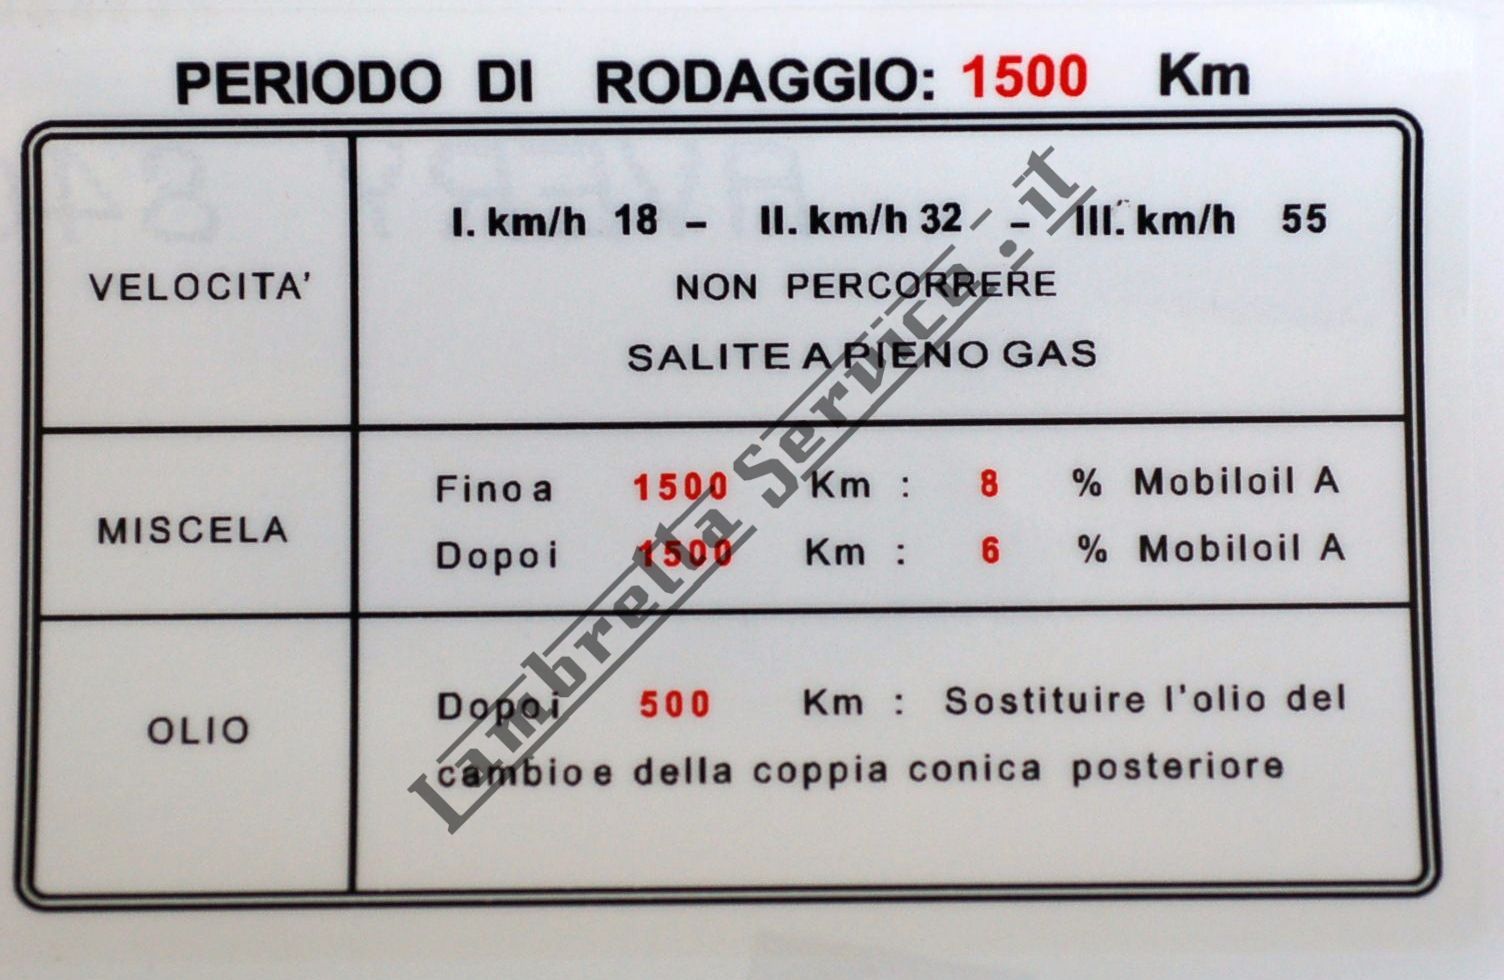 PERIODO DI RODAGGIO: 1500 Km
VELOCITA'
I. km/h 18 – II. km/h 32 – III. km/h 55
NON PERCORRERE
SALITE A PIENO GAS
MISCELA
Fino a 1500 Km : 8 % Mobiloil A
Dopo i 1500 Km : 6 % Mobiloil A
OLIO
Dopo i 500 Km : Sostituire l'olio del
cambio e della coppia conica posteriore
Lambretta Service.it